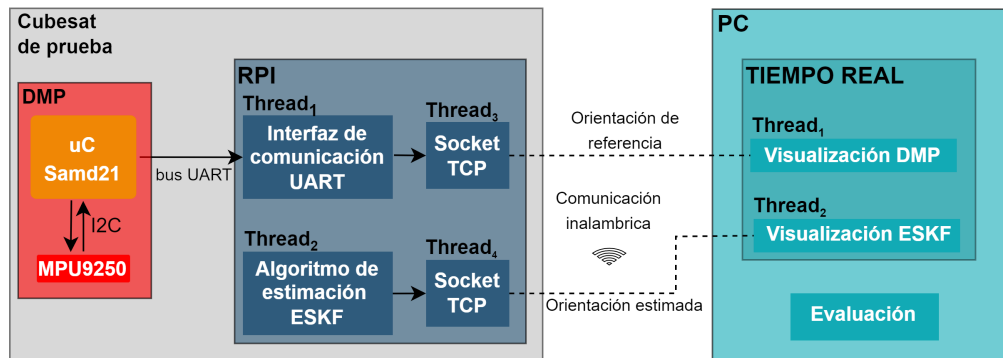 Cubesat
de prueba
DMP
uC
Samd21
I2C
MPU9250
bus UART
RPI
Thread1
Interfaz de
comunicación
UART
Thread3
Socket
TCP
Thread2
Algoritmo de
estimación
ESKF
Thread4
Socket
TCP
Orientación de
referencia
Comunicación
inalambrica
Orientación estimada
PC
TIEMPO REAL
Thread1
Visualización DMP
Thread2
Visualización ESKF
Evaluación